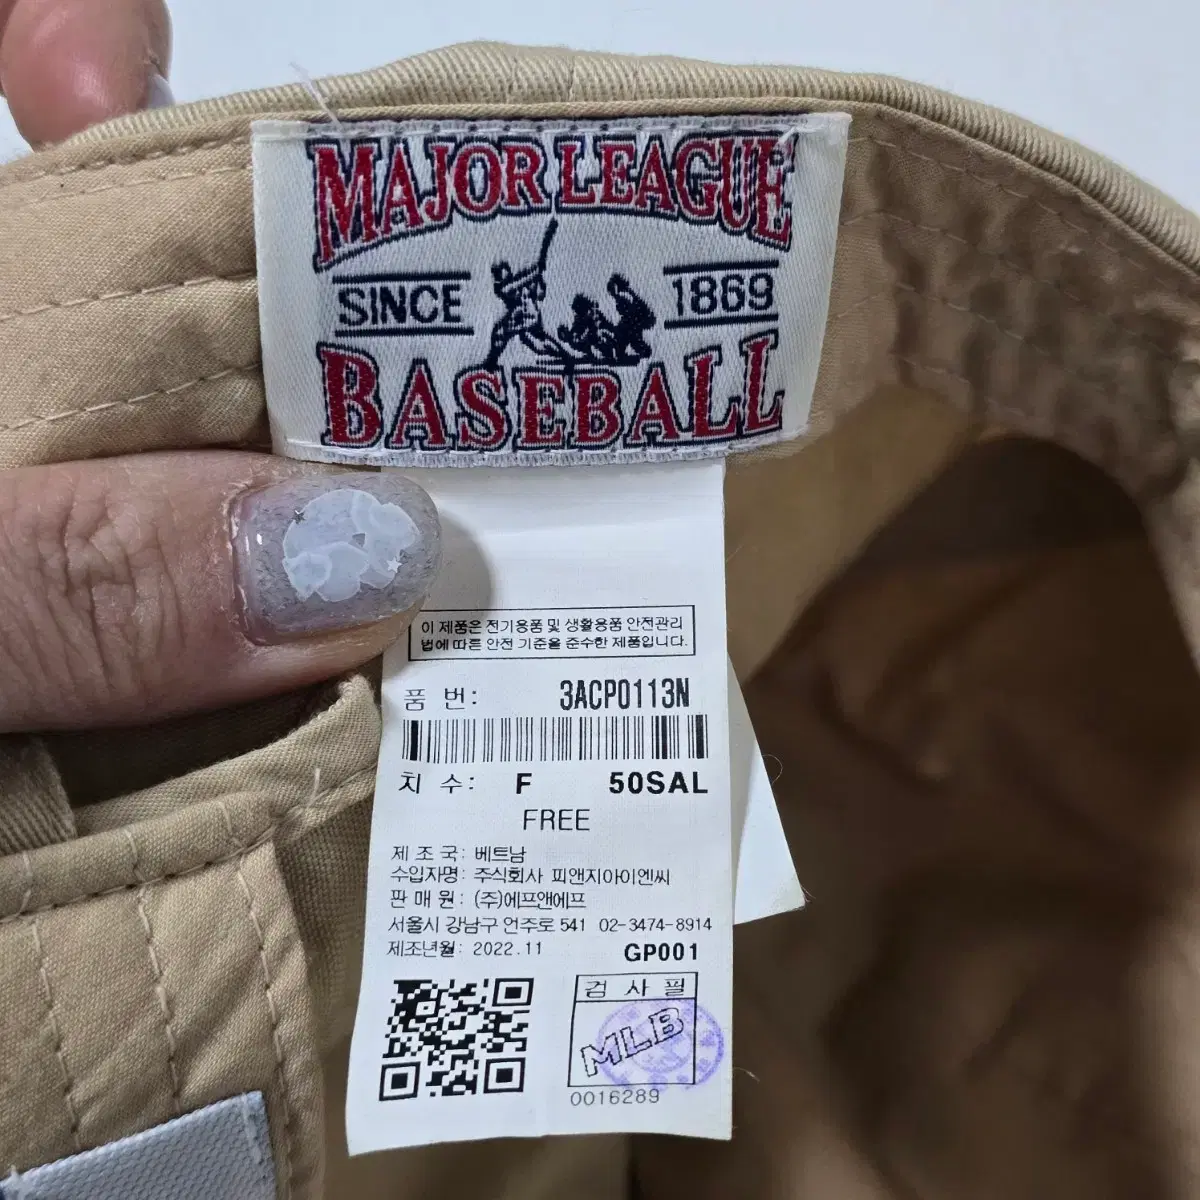 MAJOR LEAGUE
SINCE 1869
BASEBALL
이 제품은 전기용품 및 생활용품 안전관리
법에 따른 안전 기준을 준수한 제품입니다.
품 번: 3ACP0113N
치 수: F 50SAL
FREE
제 조 국: 베트남
수입자명: 주식회사 피앤지아이엔씨
판 매 원: (주)에프앤에프
서울시 강남구 언주로 541 02-3474-8914
제조년월: 2022.11 GP001
검 사 필
MLB
0016289